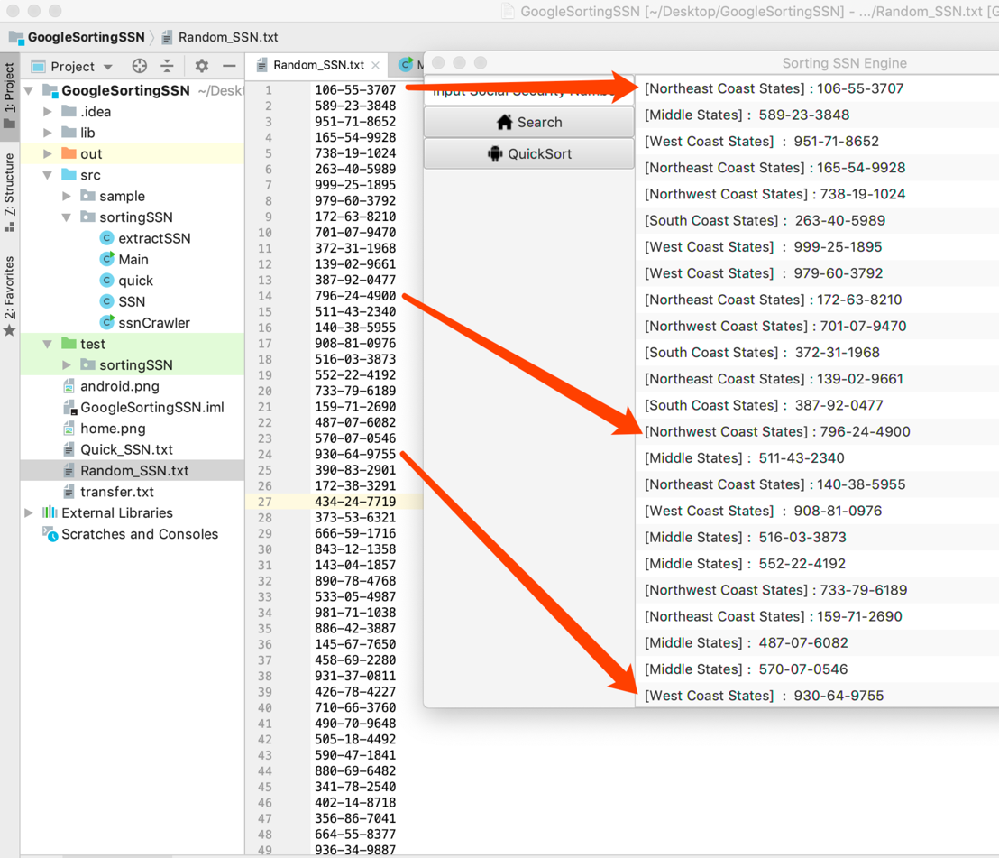 GoogleSortingSSN [~/Desktop/GoogleSortingSSN] - .../Random_SSN.txt [G
GoogleSortingSSN
Random_SSN.txt
1: Project
Z: Structure
2: Favorites
Project
GoogleSortingSSN ~/Deskt
.idea
lib
out
src
sample
sortingSSN
extractSSN
Main
quick
SSN
ssnCrawler
test
sortingSSN
android.png
GoogleSortingSSN.iml
home.png
Quick_SSN.txt
Random_SSN.txt
transfer.txt
External Libraries
Scratches and Consoles
Random_SSN.txt
1 106-55-3707
2 589-23-3848
3 951-71-8652
4 165-54-9928
5 738-19-1024
6 263-40-5989
7 999-25-1895
8 979-60-3792
9 172-63-8210
10 701-07-9470
11 372-31-1968
12 139-02-9661
13 387-92-0477
14 796-24-4900
15 511-43-2340
16 140-38-5955
17 908-81-0976
18 516-03-3873
19 552-22-4192
20 733-79-6189
21 159-71-2690
22 487-07-6082
23 570-07-0546
24 930-64-9755
25 390-83-2901
26 172-38-3291
27 434-24-7719
28 373-53-6321
29 666-59-1716
30 843-12-1358
31 143-04-1857
32 890-78-4768
33 533-05-4987
34 981-71-1038
35 886-42-3887
36 145-67-7650
37 458-69-2280
38 931-37-0811
39 426-78-4227
40 710-66-3760
41 490-70-9648
42 505-18-4492
43 590-47-1841
44 880-69-6482
45 341-78-2540
46 402-14-8718
47 356-86-7041
48 664-55-8377
49 936-34-9887
Sorting SSN Engine
Input Social Security Numbe
Search
QuickSort
[Northeast Coast States] : 106-55-3707
[Middle States] : 589-23-3848
[West Coast States] : 951-71-8652
[Northeast Coast States] : 165-54-9928
[Northwest Coast States] : 738-19-1024
[South Coast States] : 263-40-5989
[West Coast States] : 999-25-1895
[West Coast States] : 979-60-3792
[Northeast Coast States] : 172-63-8210
[Northwest Coast States] : 701-07-9470
[South Coast States] : 372-31-1968
[Northeast Coast States] : 139-02-9661
[South Coast States] : 387-92-0477
[Northwest Coast States] : 796-24-4900
[Middle States] : 511-43-2340
[Northeast Coast States] : 140-38-5955
[West Coast States] : 908-81-0976
[Middle States] : 516-03-3873
[Middle States] : 552-22-4192
[Northwest Coast States] : 733-79-6189
[Northeast Coast States] : 159-71-2690
[Middle States] : 487-07-6082
[Middle States] : 570-07-0546
[West Coast States] : 930-64-9755